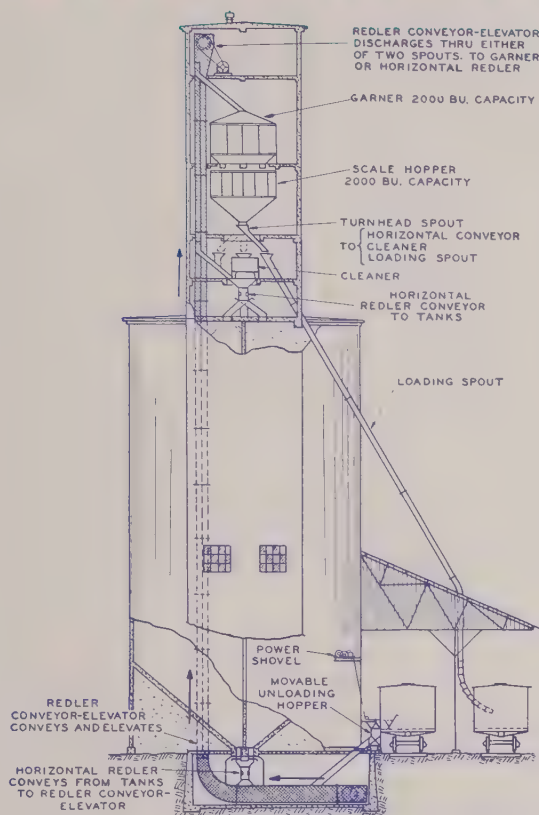 REDLER CONVEYOR-ELEVATOR
DISCHARGES THRU EITHER
OF TWO SPOUTS. TO GARNER
OR HORIZONTAL REDLER
GARNER 2000 BU. CAPACITY
SCALE HOPPER
2000 BU. CAPACITY
TURNHEAD SPOUT
TO { HORIZONTAL CONVEYOR
CLEANER
LOADING SPOUT
CLEANER
HORIZONTAL
REDLER CONVEYOR
TO TANKS
LOADING SPOUT
POWER
SHOVEL
MOVABLE
UNLOADING
HOPPER
REDLER
CONVEYOR-ELEVATOR
CONVEYS AND ELEVATES
HORIZONTAL REDLER
CONVEYS FROM TANKS
TO REDLER CONVEYOR-
ELEVATOR